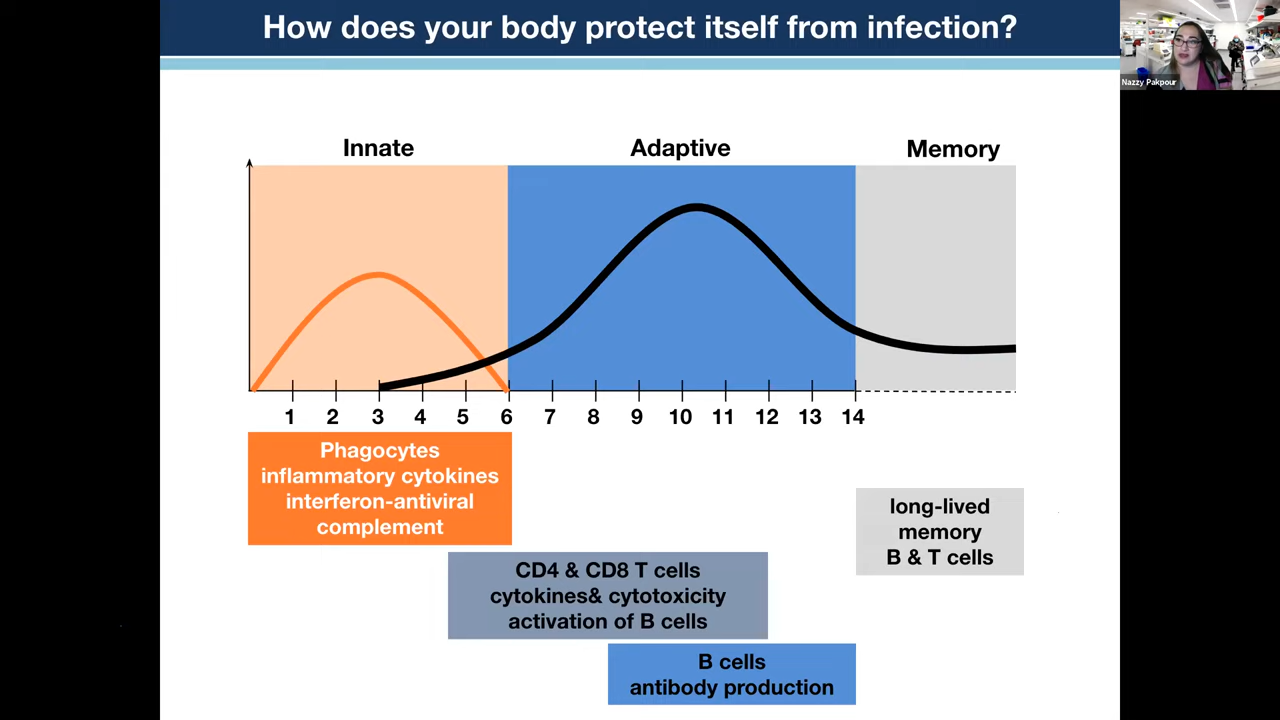 How does your body protect itself from infection?
Nazzy Pakpour
Innate
Adaptive
Memory
1 2 3 4 5 6 7 8 9 10 11 12 13 14
Phagocytes
inflammatory cytokines
interferon-antiviral
complement
long-lived
memory
B & T cells
CD4 & CD8 T cells
cytokines& cytotoxicity
activation of B cells
B cells
antibody production